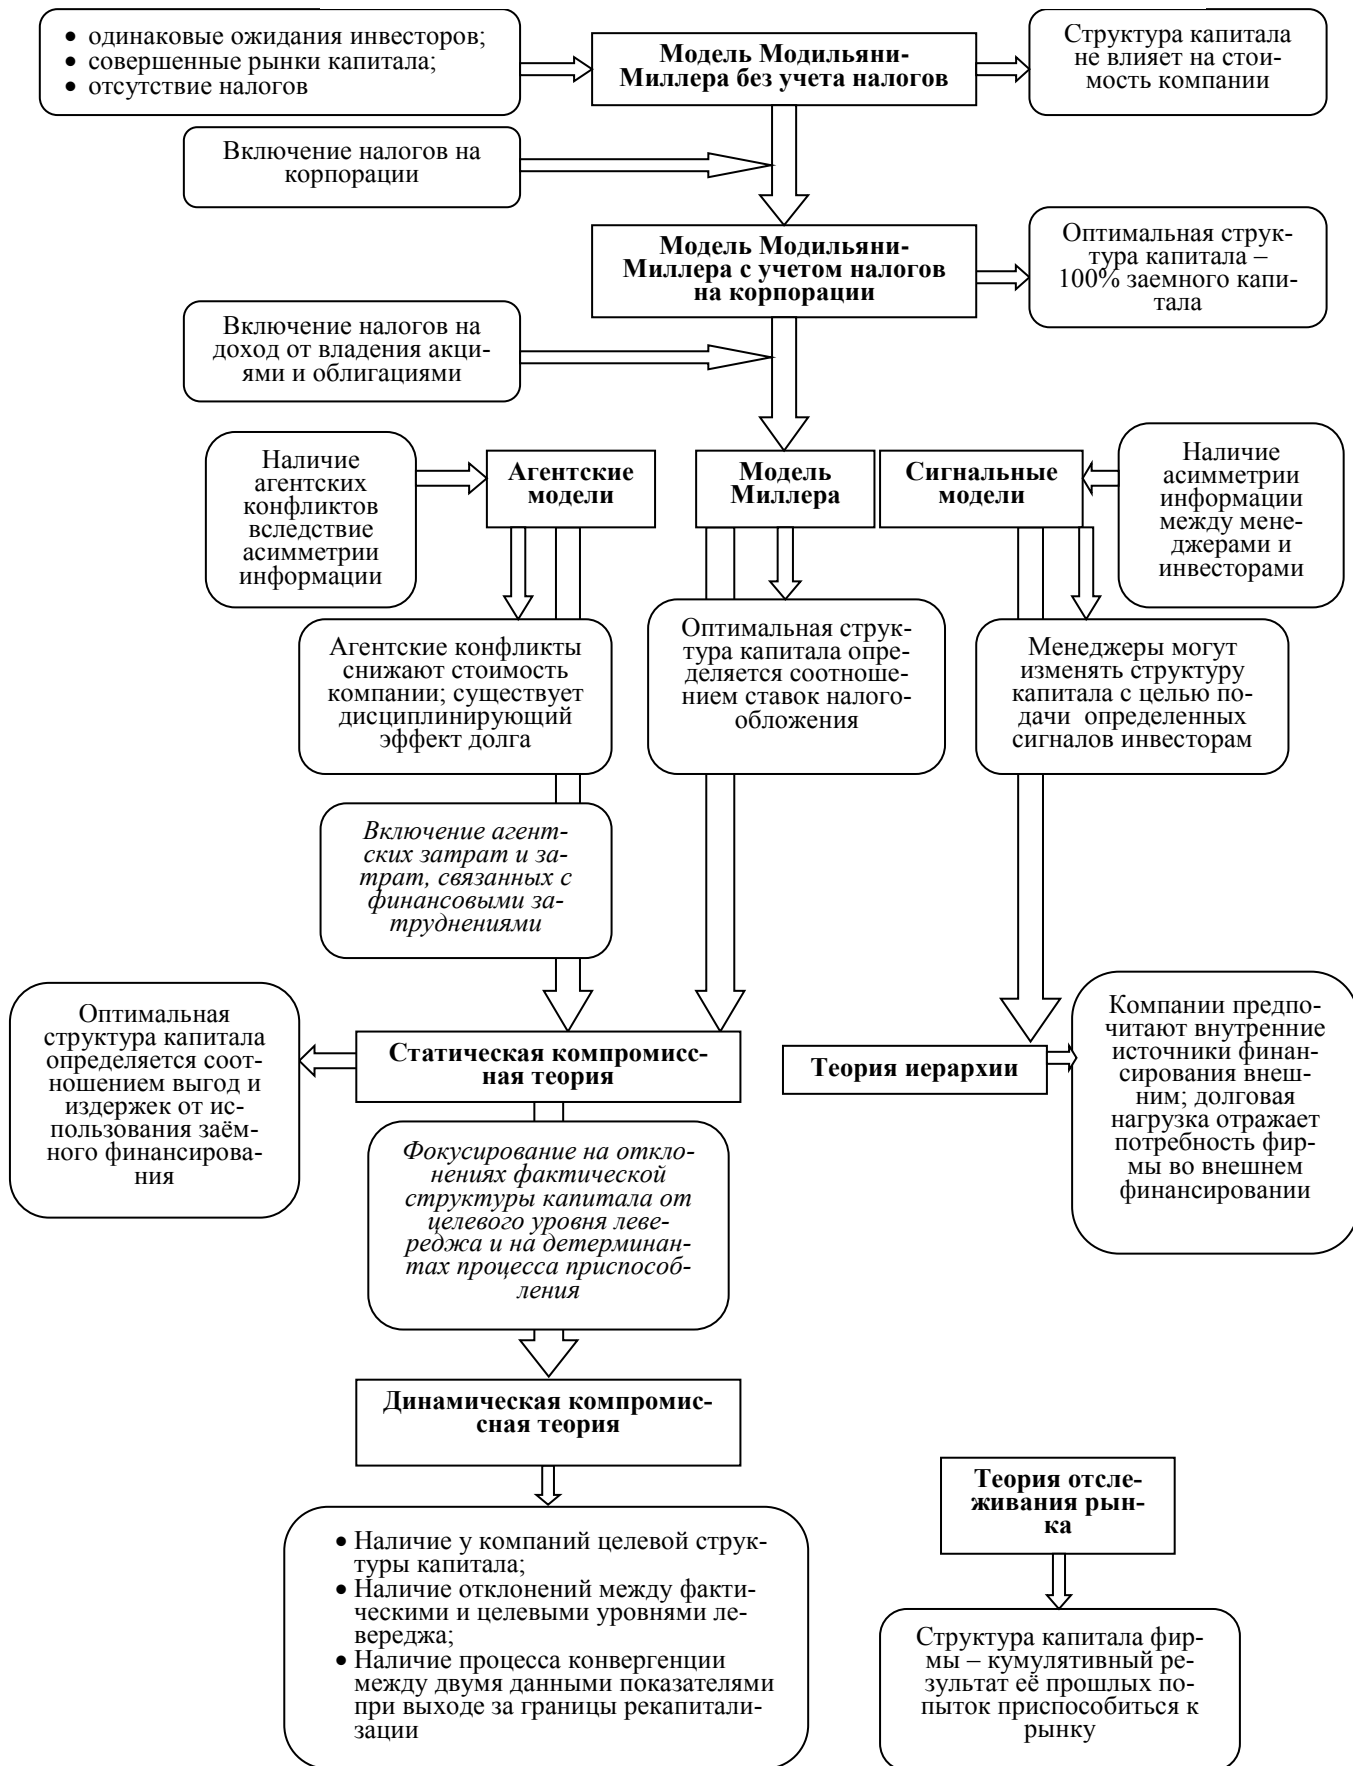 • одинаковые ожидания инвесторов;
• совершенные рынки капитала;
• отсутствие налогов
Модель Модильяни-
Миллера без учета налогов
Структура капитала
не влияет на стои-
мость компании
Включение налогов на
корпорации
Модель Модильяни-
Миллера с учетом налогов
на корпорации
Оптимальная струк-
тура капитала –
100% заемного капи-
тала
Включение налогов на
доход от владения акци-
ями и облигациями
Наличие
агентских
конфликтов
вследствие
асимметрии
информации
Агентские
модели
Модель
Миллера
Сигнальные
модели
Наличие
асимметрии
информации
между мене-
джерами и
инвесторами
Агентские конфликты
снижают стоимость
компании; существует
дисциплинирующий
эффект долга
Оптимальная струк-
тура капитала опре-
деляется соотноше-
нием ставок налого-
обложения
Менеджеры могут
изменять структуру
капитала с целью по-
дачи  определенных
сигналов инвесторам
Включение агент-
ских затрат и за-
трат, связанных с
финансовыми за-
труднениями
Оптимальная
структура капитала
определяется соот-
ношением выгод и
издержек от ис-
пользования заём-
ного финансирова-
ния
Статическая компромисс-
ная теория
Теория иерархии
Компании предпо-
читают внутренние
источники финан-
сирования внеш-
ним; долговая
нагрузка отражает
потребность фир-
мы во внешнем
финансировании
Фокусирование на откло-
нениях фактической
структуры капитала от
целевого уровня леве-
реджа и на детерминан-
тах процесса приспособ-
ления
Динамическая компромис-
сная теория
• Наличие у компаний целевой струк-
туры капитала;
• Наличие отклонений между факти-
ческими и целевыми уровнями ле-
вереджа;
• Наличие процесса конвергенции
между двумя данными показателями
при выходе за границы рекапитали-
зации
Теория отсле-
живания рын-
ка
Структура капитала фир-
мы – кумулятивный ре-
зультат её прошлых по-
пыток приспособиться к
рынку